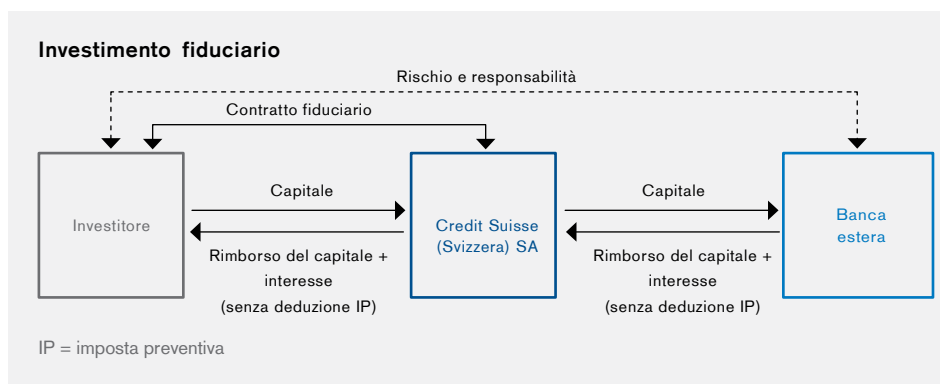 Investimento fiduciario
Rischio e responsabilità
Contratto fiduciario
Investitore
Capitale
Rimborso del capitale +
interesse
(senza deduzione IP)
Credit Suisse
(Svizzera) SA
Capitale
Rimborso del capitale +
interesse
(senza deduzione IP)
Banca
estera
IP = imposta preventiva